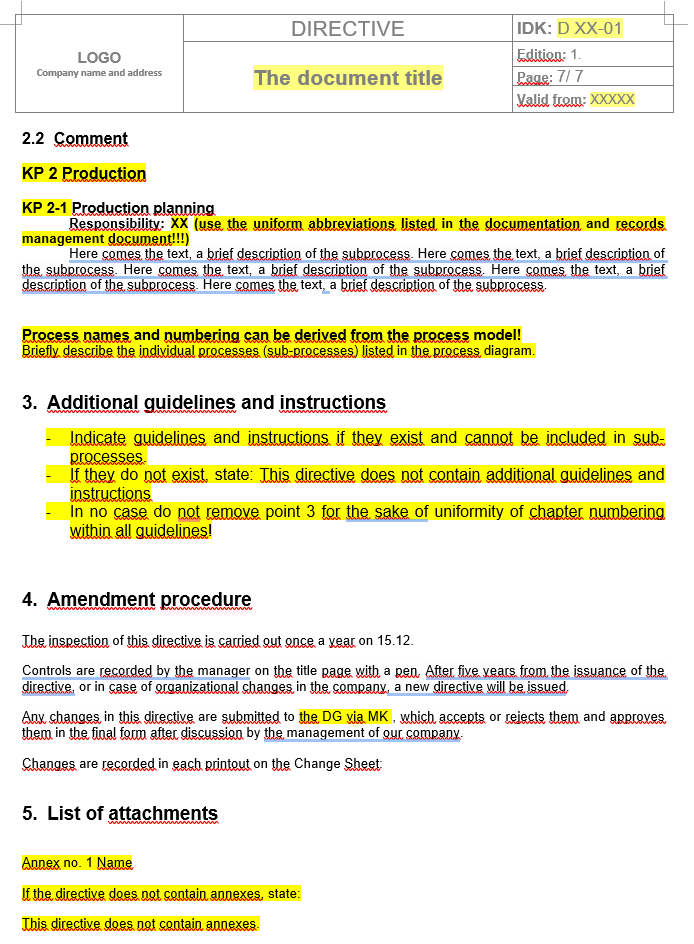 DIRECTIVE
IDK: D XX-01
LOGO
Company name and address
The document title
Edition: 1.
Page: 7/ 7
Valid from: XXXXX
2.2 Comment
KP 2 Production
KP 2-1 Production planning
Responsibility: XX (use the uniform abbreviations listed in the documentation and records
management document!!!)
Here comes the text, a brief description of the subprocess. Here comes the text, a brief description of
the subprocess. Here comes the text, a brief description of the subprocess. Here comes the text, a brief
description of the subprocess. Here comes the text, a brief description of the subprocess.
Process names and numbering can be derived from the process model!
Briefly describe the individual processes (sub-processes) listed in the process diagram.
3. Additional guidelines and instructions
- Indicate guidelines and instructions if they exist and cannot be included in sub-
processes.
- If they do not exist, state: This directive does not contain additional guidelines and
instructions
- In no case do not remove point 3 for the sake of uniformity of chapter numbering
within all guidelines!
4. Amendment procedure
The inspection of this directive is carried out once a year on 15.12.
Controls are recorded by the manager on the title page with a pen. After five years from the issuance of the
directive, or in case of organizational changes in the company, a new directive will be issued.
Any changes in this directive are submitted to the DG via MK , which accepts or rejects them and approves
them in the final form after discussion by the management of our company.
Changes are recorded in each printout on the Change Sheet:
5. List of attachments
Annex no. 1 Name
If the directive does not contain annexes, state:
This directive does not contain annexes.